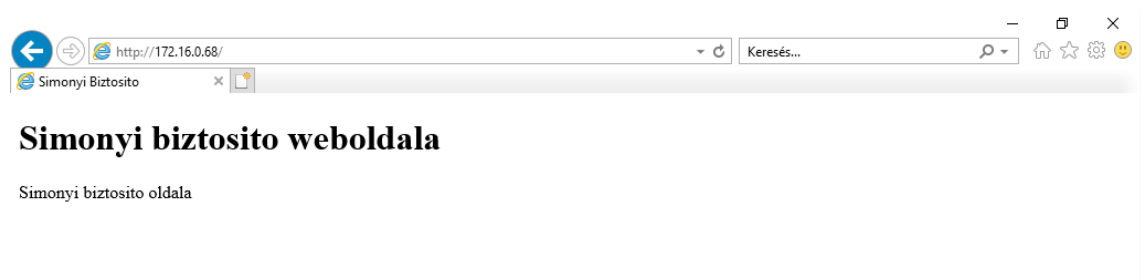 http://172.16.0.68/
Keresés...
Simonyi Biztosito
Simonyi biztosito weboldala
Simonyi biztosito oldala